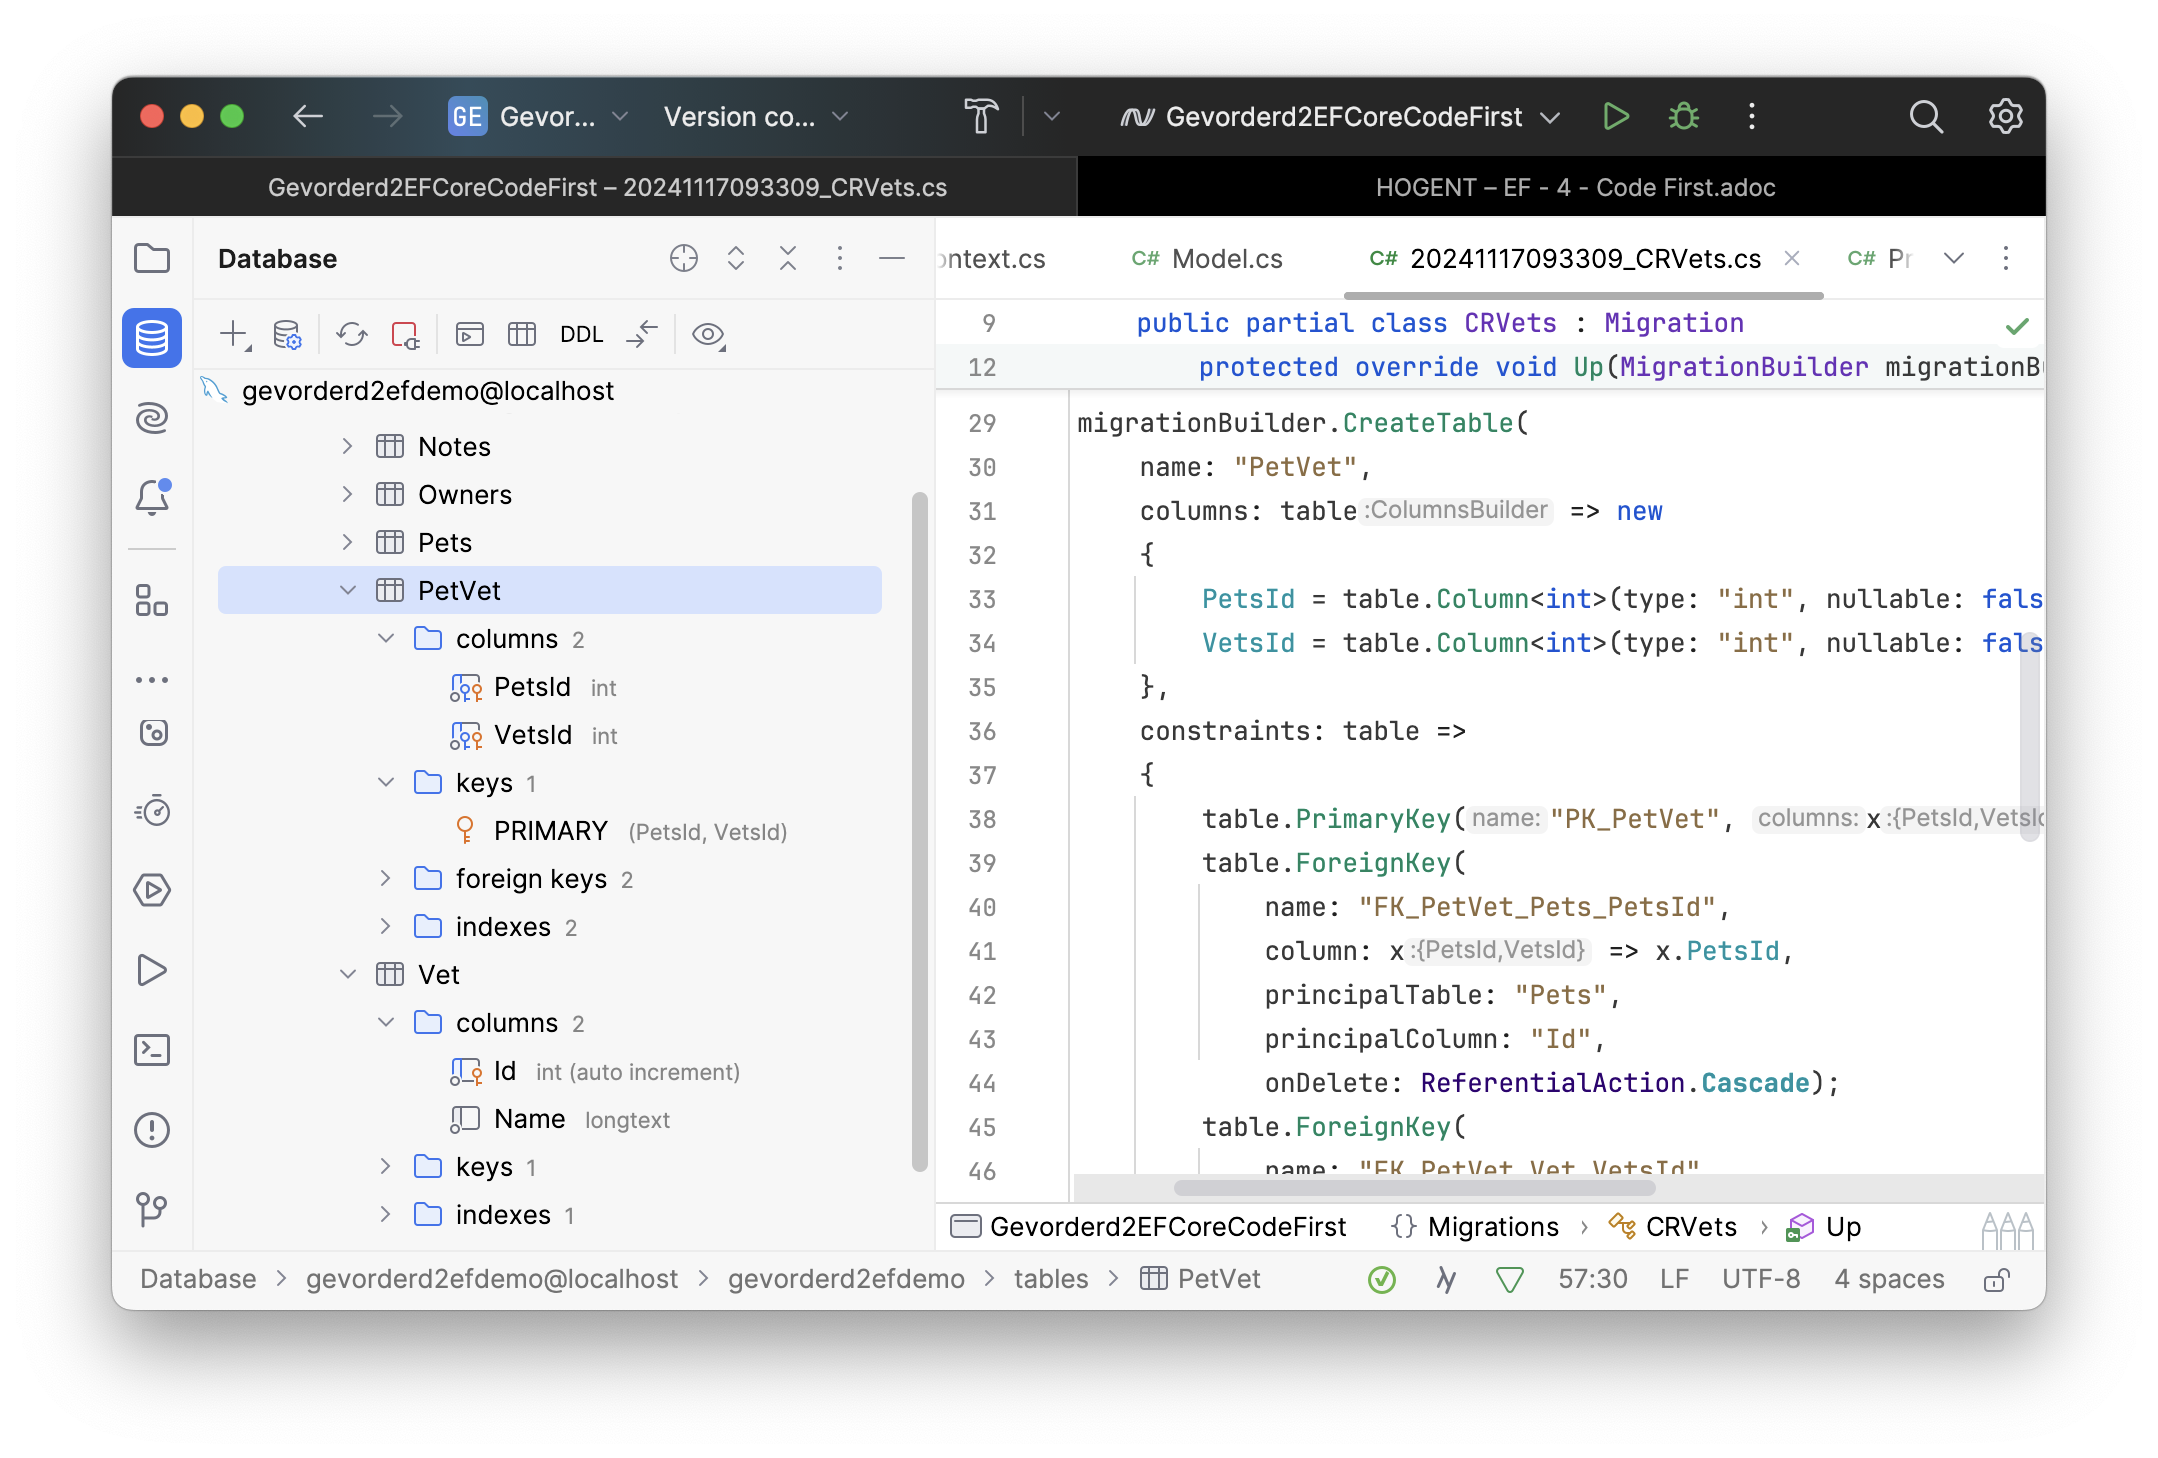 GE Gevor... Version co... Gevorderd2EFCoreCodeFirst
Gevorderd2EFCoreCodeFirst – 20241117093309_CRVets.cs
HOGENT – EF - 4 - Code First.adoc
Database
DDL
gevorderd2efdemo@localhost
Notes
Owners
Pets
PetVet
columns 2
PetsId int
VetsId int
keys 1
PRIMARY (PetsId, VetsId)
foreign keys 2
indexes 2
Vet
columns 2
Id int (auto increment)
Name longtext
keys 1
indexes 1
ontext.cs C# Model.cs C# 20241117093309_CRVets.cs C# Pr
9 public partial class CRVets : Migration
12 protected override void Up(MigrationBuilder migrationB
29 migrationBuilder.CreateTable(
30 name: "PetVet",
31 columns: table :ColumnsBuilder => new
32 {
33 PetsId = table.Column<int>(type: "int", nullable: fals
34 VetsId = table.Column<int>(type: "int", nullable: fals
35 },
36 constraints: table =>
37 {
38 table.PrimaryKey( name: "PK_PetVet", columns: x :{PetsId,VetsId
39 table.ForeignKey(
40 name: "FK_PetVet_Pets_PetsId",
41 column: x :{PetsId,VetsId} => x.PetsId,
42 principalTable: "Pets",
43 principalColumn: "Id",
44 onDelete: ReferentialAction.Cascade);
45 table.ForeignKey(
46 name: "FK_PetVet_Vet_VetsId"
Gevorderd2EFCoreCodeFirst {} Migrations › CRVets › Up
Database > gevorderd2efdemo@localhost > gevorderd2efdemo > tables > PetVet 57:30 LF UTF-8 4 spaces